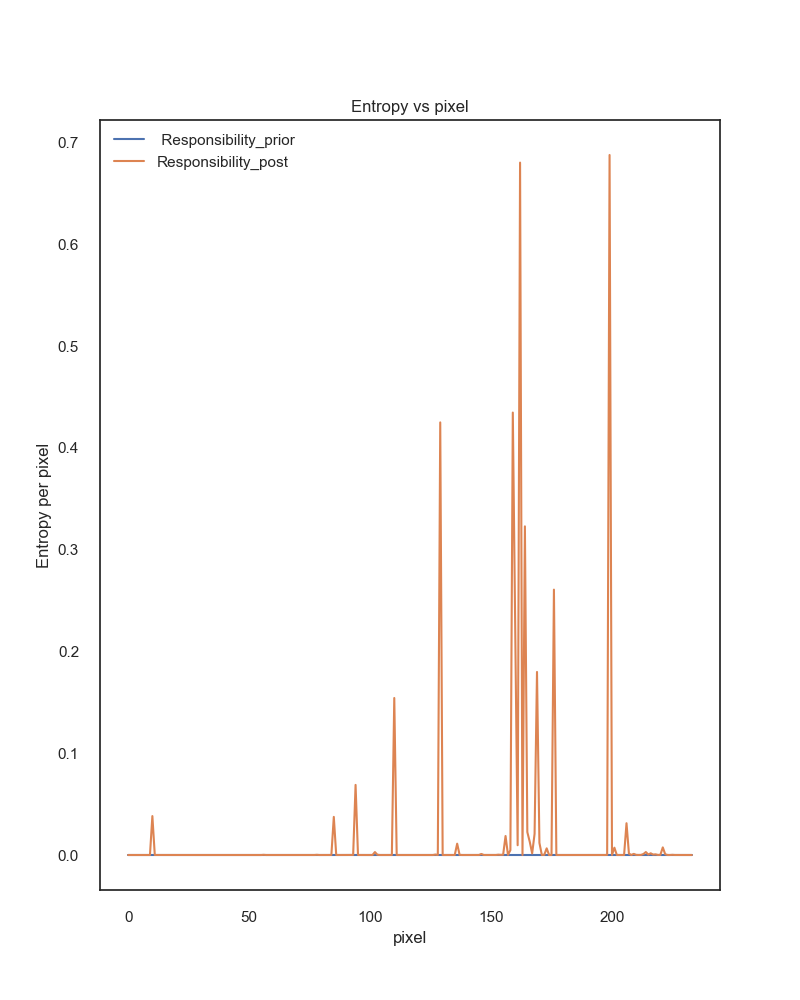 Entropy vs pixel
Responsibility_prior
Responsibility_post
0.7
0.6
0.5
0.4
0.3
0.2
0.1
0.0
Entropy per pixel
0 50 100 150 200
pixel